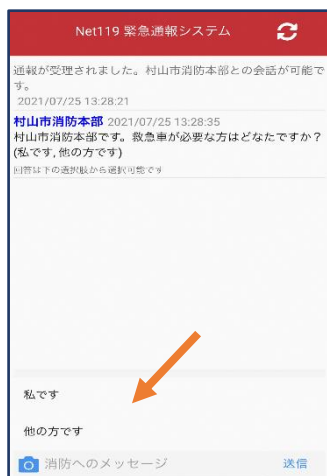 Net119 緊急通報システム
通報が受理されました。村山市消防本部との会話が可能で
す。
2021/07/25 13:28:21
村山市消防本部 2021/07/25 13:28:35
村山市消防本部です。救急車が必要な方はどなたですか？
(私です,他の方です)
回答は下の選択肢から選択可能です
私です
他の方です
消防へのメッセージ 送信